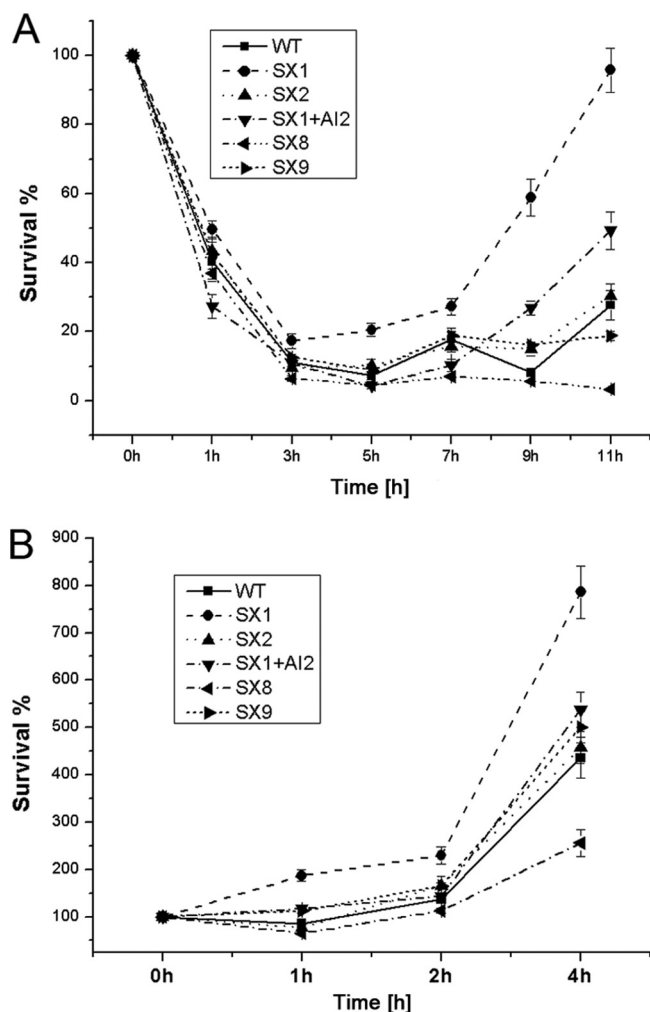 A
Survival %
100
80
60
40
20
0
WT
SX1
SX2
SX1+AI2
SX8
SX9
0h 1h 3h 5h 7h 9h 11h
Time [h]
B
Survival %
900
800
700
600
500
400
300
200
100
WT
SX1
SX2
SX1+AI2
SX8
SX9
0h 1h 2h 4h
Time [h]